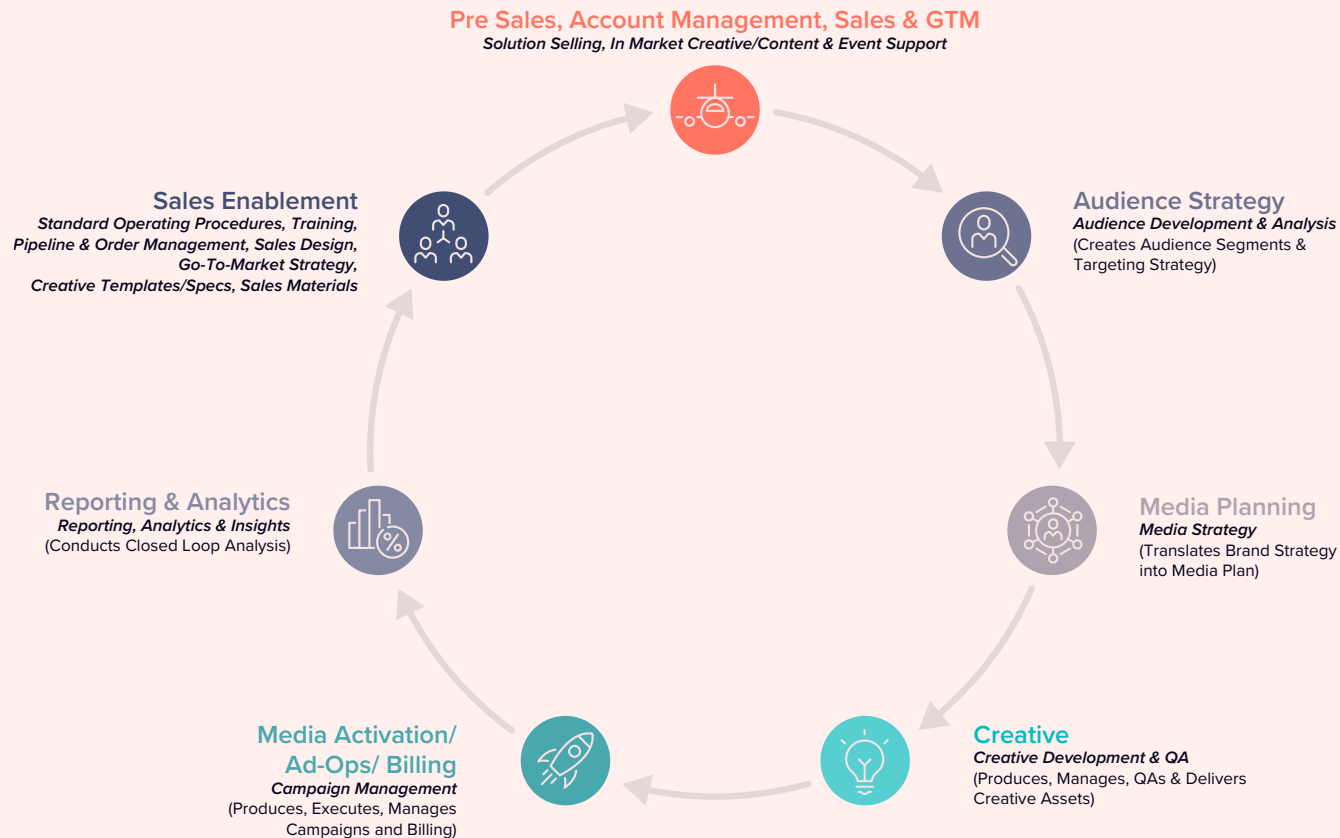 Pre Sales, Account Management, Sales & GTM
Solution Selling, In Market Creative/Content & Event Support
Audience Strategy
Audience Development & Analysis
(Creates Audience Segments &
Targeting Strategy)
Media Planning
Media Strategy
(Translates Brand Strategy
into Media Plan)
Creative
Creative Development & QA
(Produces, Manages, QAs & Delivers
Creative Assets)
Media Activation/
Ad-Ops/ Billing
Campaign Management
(Produces, Executes, Manages
Campaigns and Billing)
Reporting & Analytics
Reporting, Analytics & Insights
(Conducts Closed Loop Analysis)
%
Sales Enablement
Standard Operating Procedures, Training,
Pipeline & Order Management, Sales Design,
Go-To-Market Strategy,
Creative Templates/Specs, Sales Materials